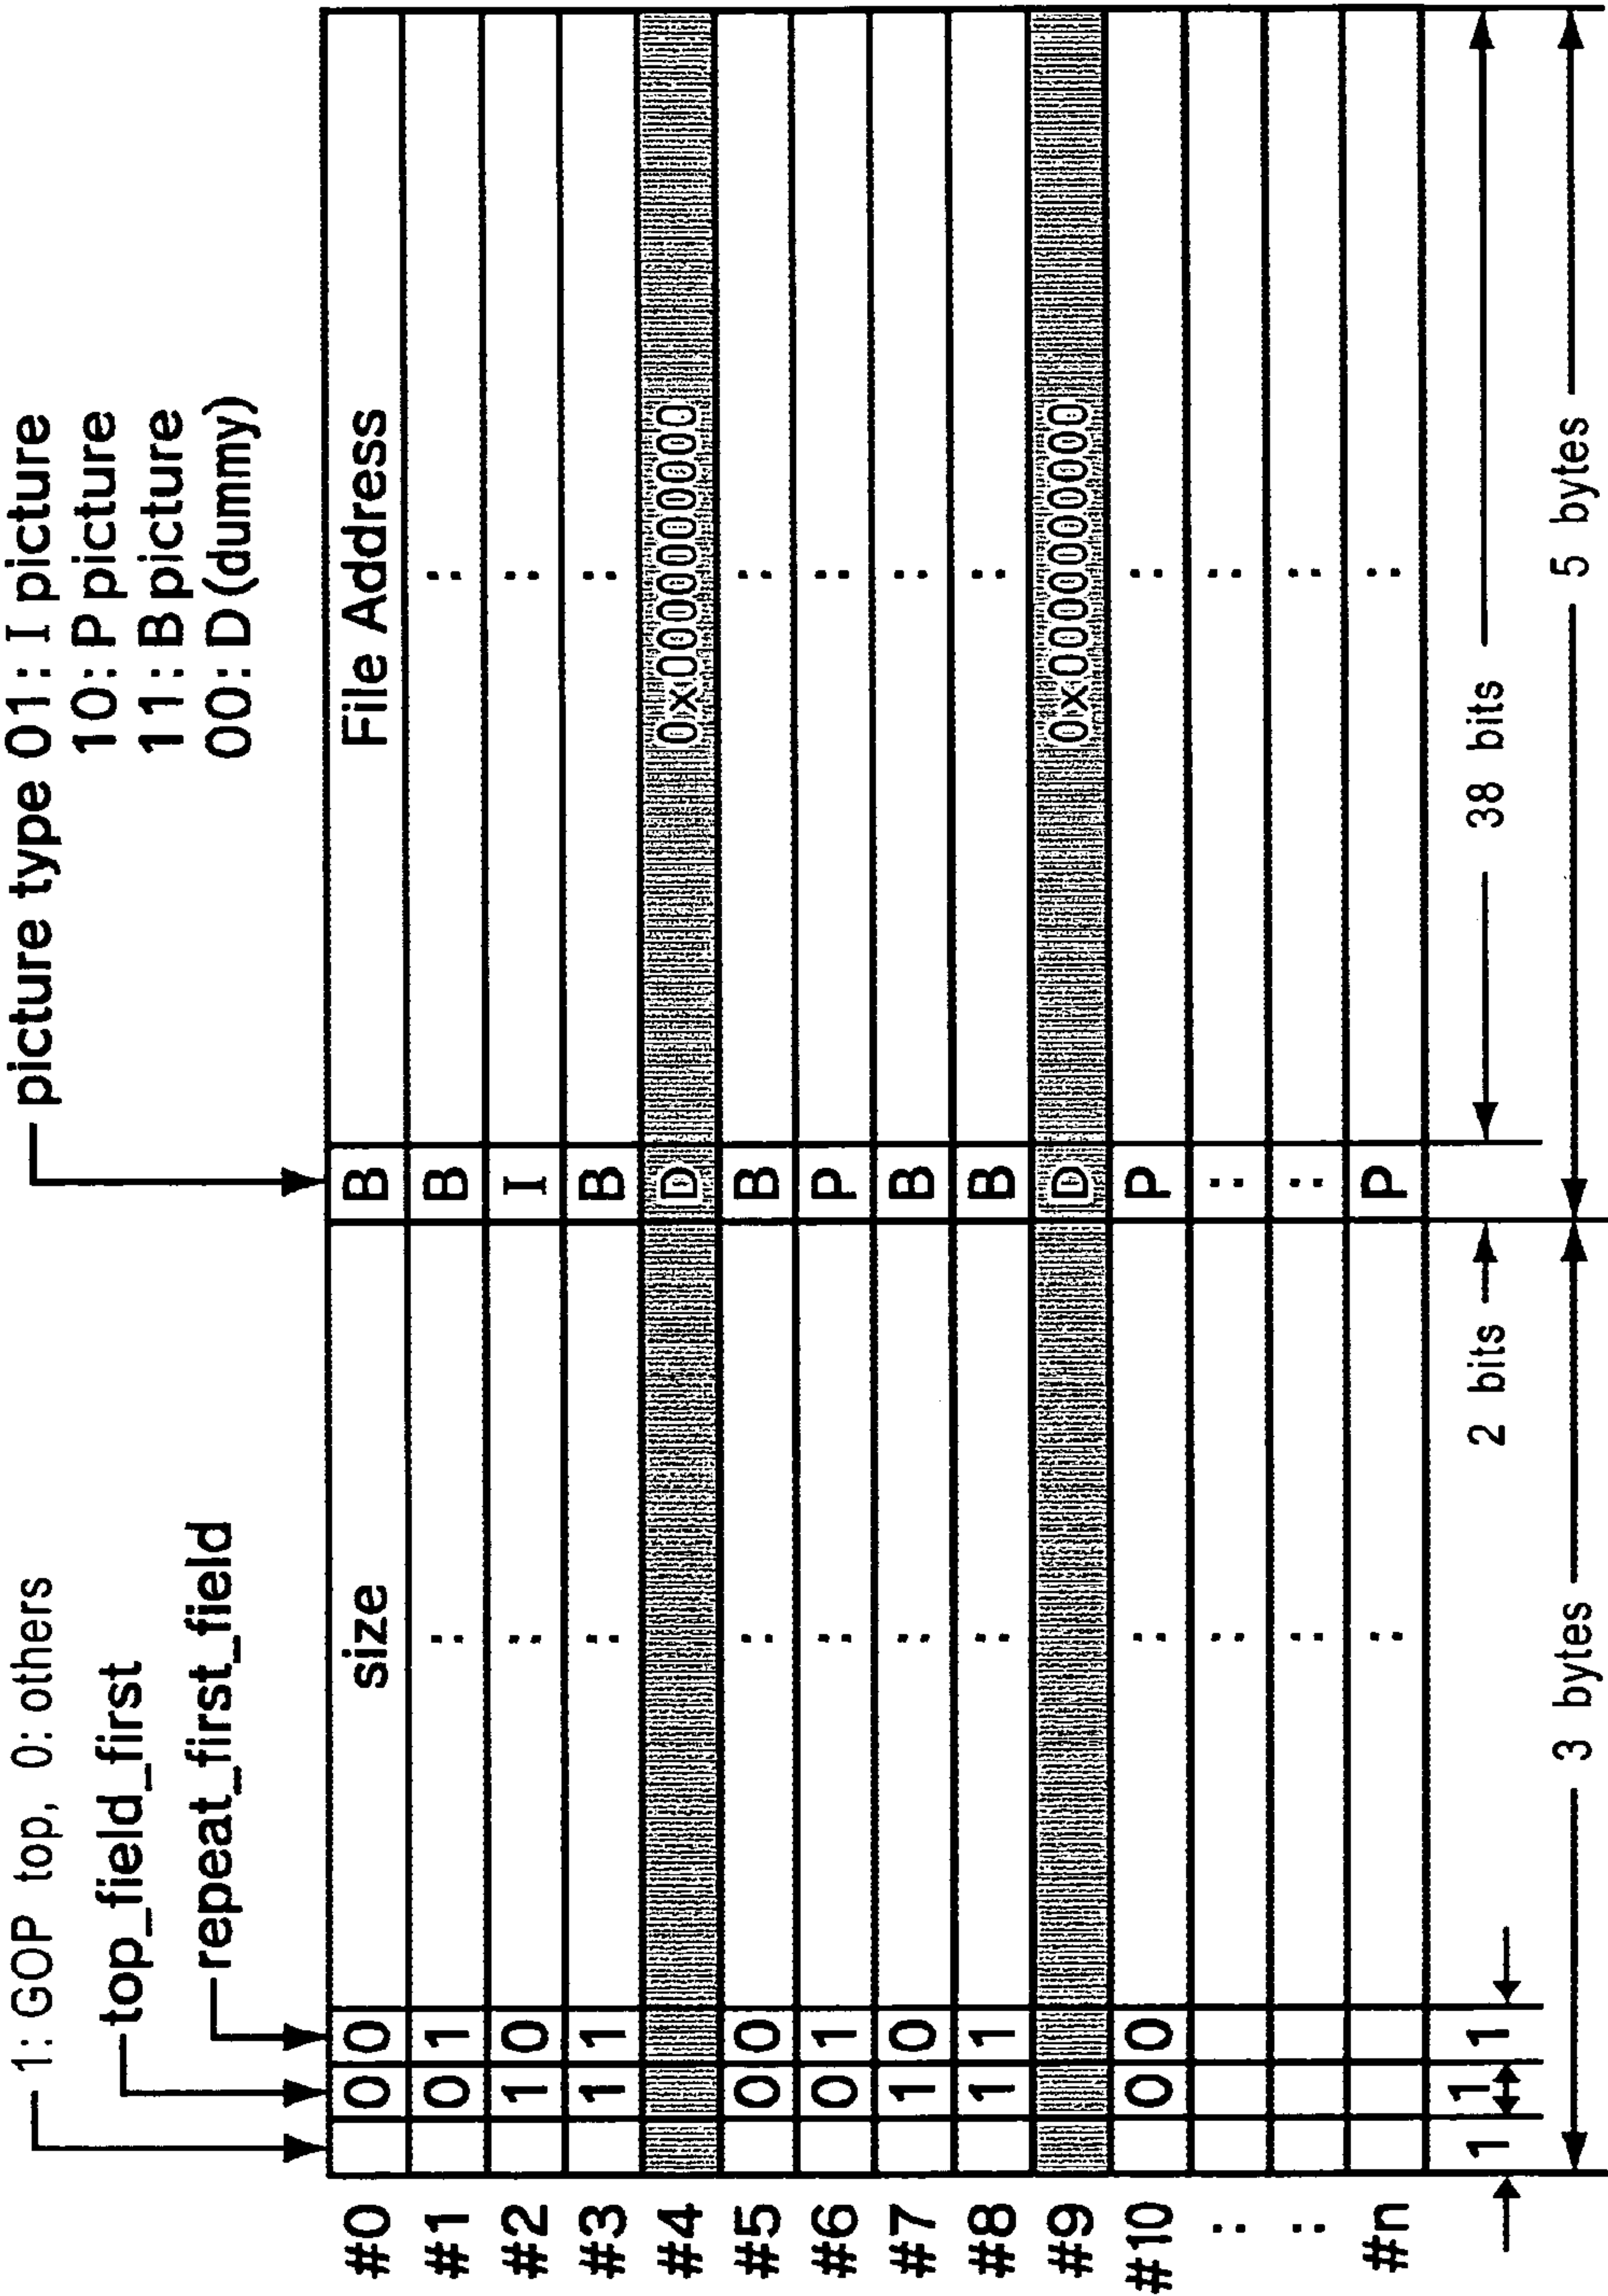 1: GOP top, 0: others
top_field_first
repeat_first_field
picture type 01: I picture
10: P picture
11: B picture
00: D (dummy)
#0 0 0 size B File Address
#1 0 1 : B :
#2 1 0 : I :
#3 1 1 : B :
#4 D 0x0000000000
#5 0 0 : B :
#6 0 1 : P :
#7 1 0 : B :
#8 1 1 : B :
#9 D 0x0000000000
#10 0 0 : P :
: : : :
: : : :
#n : P :
1 1 1 2 bits 38 bits
3 bytes 5 bytes